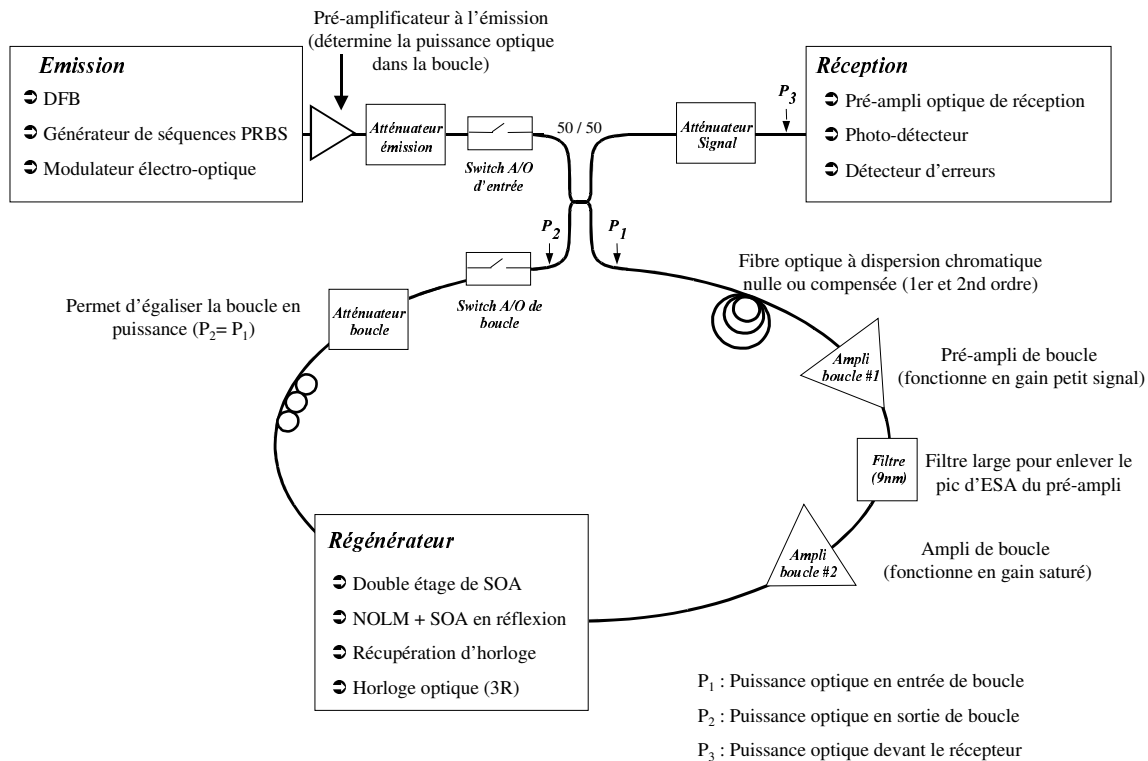 Pré-amplificateur à l'émission
(détermine la puissance optique
dans la boucle)
Emission
➲ DFB
➲ Générateur de séquences PRBS
➲ Modulateur électro-optique
Atténuateur
émission
Switch A/O
d'entrée
50 / 50
Atténuateur
Signal
P3
Réception
➲ Pré-ampli optique de réception
➲ Photo-détecteur
➲ Détecteur d'erreurs
P2
P1
Switch A/O de
boucle
Permet d'égaliser la boucle en
puissance (P2= P1)
Atténuateur
boucle
Fibre optique à dispersion chromatique
nulle ou compensée (1er et 2nd ordre)
Ampli
boucle #1
Pré-ampli de boucle
(fonctionne en gain petit signal)
Filtre
(9nm)
Filtre large pour enlever le
pic d'ESA du pré-ampli
Ampli
boucle #2
Ampli de boucle
(fonctionne en gain saturé)
Régénérateur
➲ Double étage de SOA
➲ NOLM + SOA en réflexion
➲ Récupération d'horloge
➲ Horloge optique (3R)
P1 : Puissance optique en entrée de boucle
P2 : Puissance optique en sortie de boucle
P3 : Puissance optique devant le récepteur